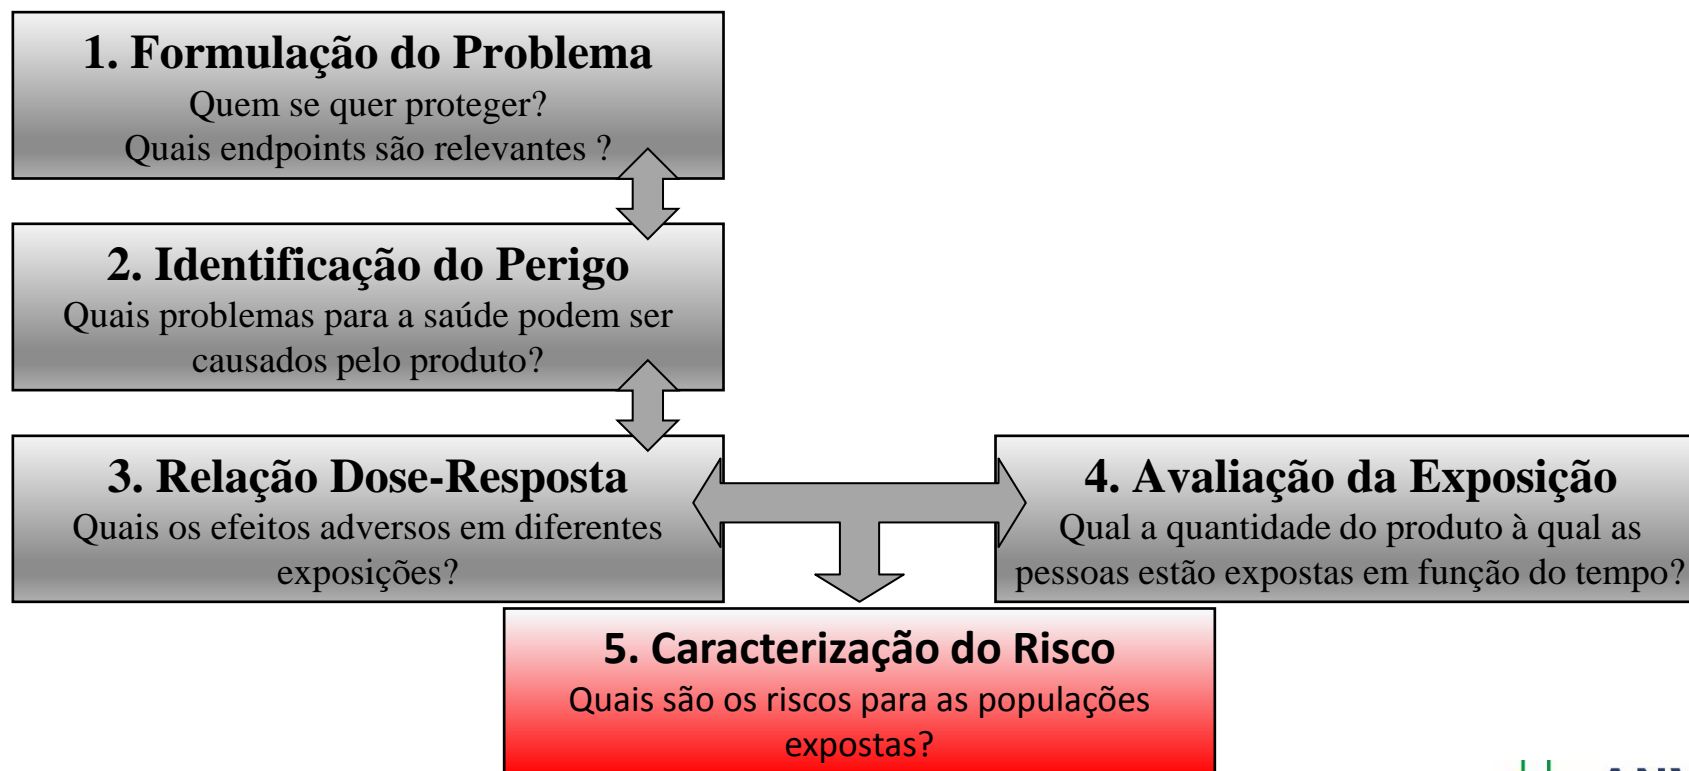 1. Formulação do Problema
Quem se quer proteger?
Quais endpoints são relevantes ?
2. Identificação do Perigo
Quais problemas para a saúde podem ser
causados pelo produto?
3. Relação Dose-Resposta
Quais os efeitos adversos em diferentes
exposições?
4. Avaliação da Exposição
Qual a quantidade do produto à qual as
pessoas estão expostas em função do tempo?
5. Caracterização do Risco
Quais são os riscos para as populações
expostas?